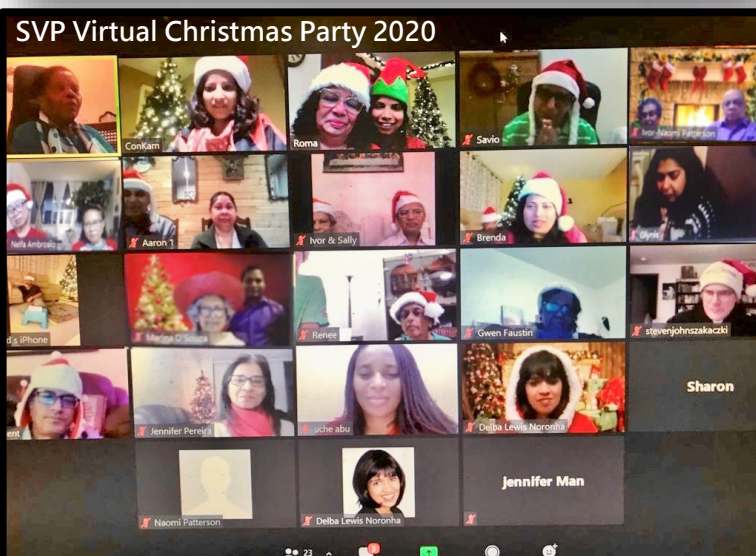 SVP Virtual Christmas Party 2020
ConKam
Roma
Savio
Ivor-Naomi Patterson
Nelfa Ambrosio
Aaron 1
Ivor & Sally
Brenda
Glynis
d's iPhone
Marina D'Souza
Renee
Gwen Faustin
stevenjohnszakaczki
ent
Jennifer Pereira
uche abu
Delba Lewis Noronha
Sharon
Naomi Patterson
Delba Lewis Noronha
Jennifer Man
23